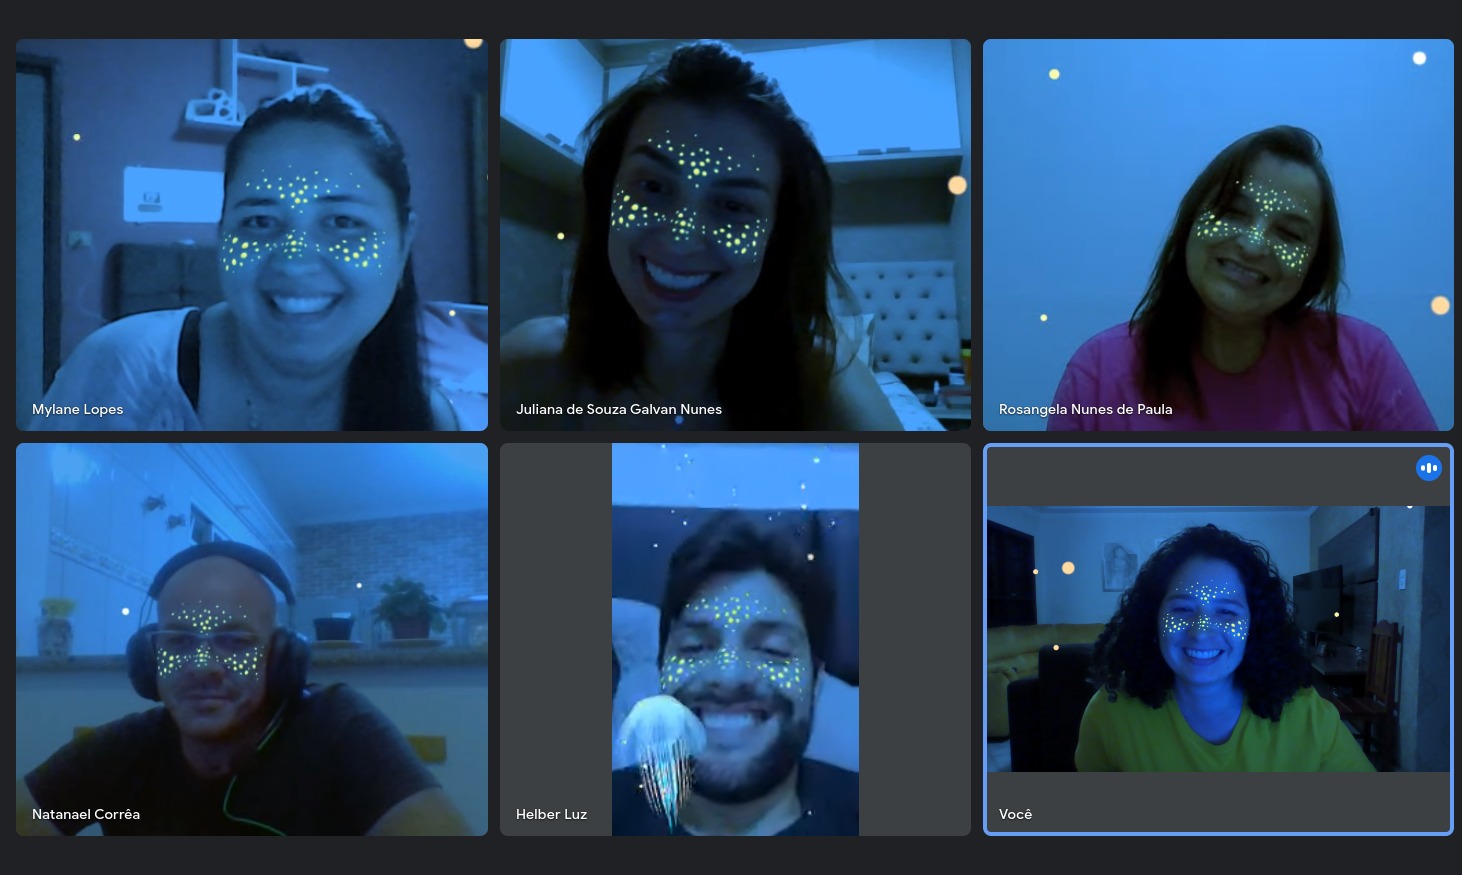 Mylane Lopes
Juliana de Souza Galvan Nunes
Rosangela Nunes de Paula
Natanael Corrêa
Helber Luz
Você